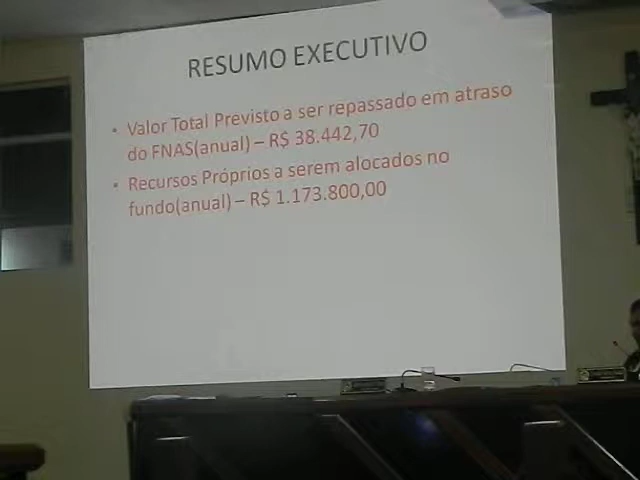 RESUMO EXECUTIVO
• Valor Total Previsto a ser repassado em atraso
do FNAS(anual) – R$ 38.442,70
• Recursos Próprios a serem alocados no
fundo(anual) – R$ 1.173.800,00